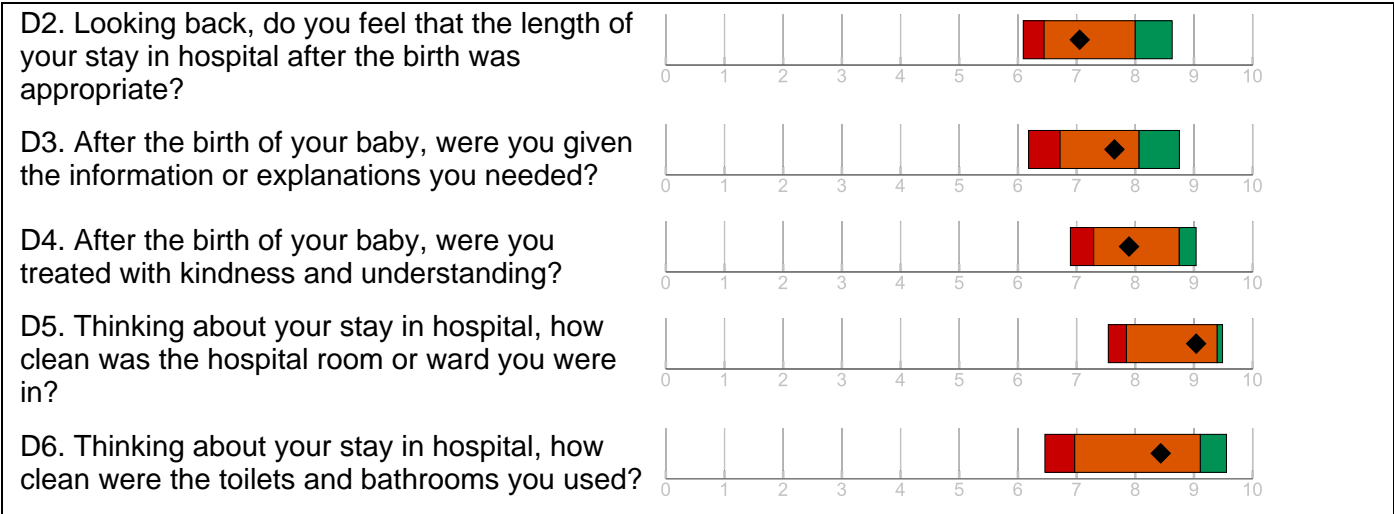 D2. Looking back, do you feel that the length of
your stay in hospital after the birth was
appropriate?
0 1 2 3 4 5 6 7 8 9 10
D3. After the birth of your baby, were you given
the information or explanations you needed?
0 1 2 3 4 5 6 7 8 9 10
D4. After the birth of your baby, were you
treated with kindness and understanding?
0 1 2 3 4 5 6 7 8 9 10
D5. Thinking about your stay in hospital, how
clean was the hospital room or ward you were
in?
0 1 2 3 4 5 6 7 8 9 10
D6. Thinking about your stay in hospital, how
clean were the toilets and bathrooms you used?
0 1 2 3 4 5 6 7 8 9 10